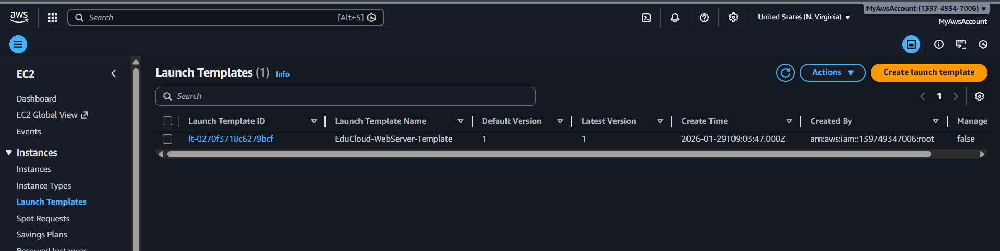 aws
Search [Alt+S]
United States (N. Virginia)
MyAwsAccount (1397-4934-7006)
MyAwsAccount
EC2
Dashboard
EC2 Global View
Events
Instances
Instances
Instance Types
Launch Templates
Spot Requests
Savings Plans
Reserved Instances
Launch Templates (1) Info
Actions
Create launch template
Search
1
Launch Template ID Launch Template Name Default Version Latest Version Create Time Created By Manage
lt-0270f3718c6279bcf EduCloud-WebServer-Template 1 1 2026-01-29T09:03:47.000Z arn:aws:iam::139749347006:root false